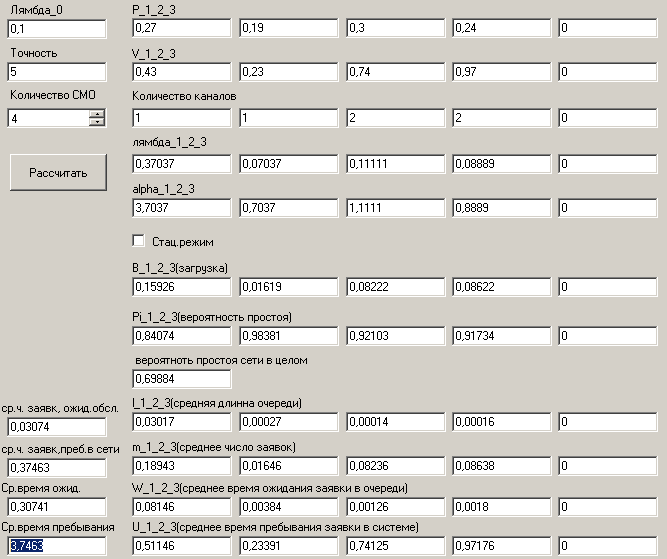 Лямбда_0 P_1_2_3
0,1 0,27 0,19 0,3 0,24 0
Точность V_1_2_3
5 0,43 0,23 0,74 0,97 0
Количество СМО Количество каналов
4 1 1 2 2 0
лямбда_1_2_3
0,37037 0,07037 0,11111 0,08889 0
Рассчитать
alpha_1_2_3
3,7037 0,7037 1,1111 0,8889 0
Стац.режим
B_1_2_3(загрузка)
0,15926 0,01619 0,08222 0,08622 0
Pi_1_2_3(вероятность простоя)
0,84074 0,98381 0,92103 0,91734 0
вероятноть простоя сети в целом
0,69884
ср.ч. заявк, ожид.обсл. l_1_2_3(средняя длинна очереди)
0,03074 0,03017 0,00027 0,00014 0,00016 0
ср.ч. заявк,преб.в сети m_1_2_3(среднее число заявок)
0,37463 0,18943 0,01646 0,08236 0,08638 0
Ср.время ожид. W_1_2_3(среднее время ожидания заявки в очереди)
0,30741 0,08146 0,00384 0,00126 0,0018 0
Ср.время пребывания U_1_2_3(среднее время пребывания заявки в системе)
3,7463 0,51146 0,23391 0,74125 0,97176 0